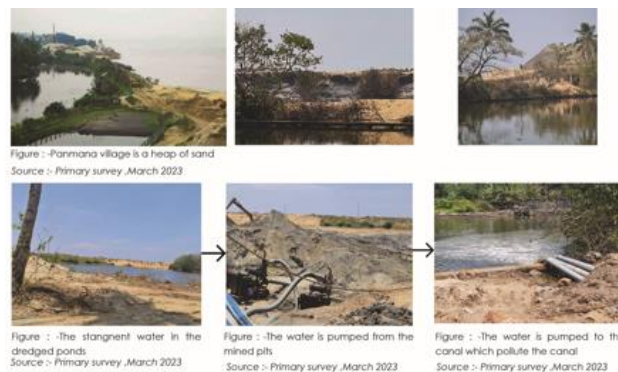 Figure : -Panmana village is a heap of sand
Source :- Primary survey ,March 2023
Figure : -The stangnent water in the
dredged ponds
Source :- Primary survey ,March 2023
Figure : -The water is pumped from the
mined pits
Source :- Primary survey ,March 2023
Figure : -The water is pumped to the
canal which pollute the canal
Source :- Primary survey ,March 2023